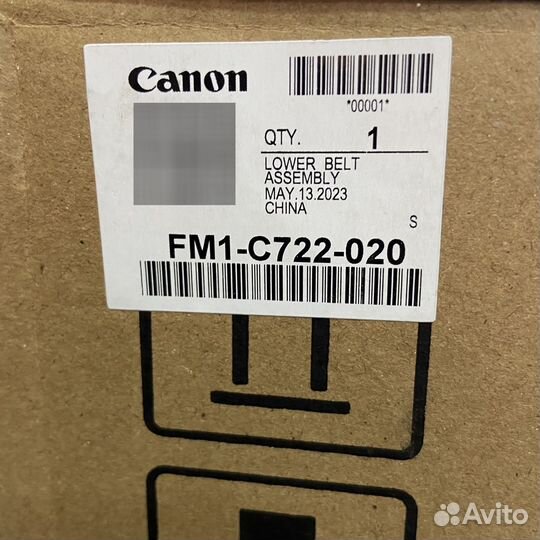 Canon
*00001*
QTY. 1
LOWER BELT
ASSEMBLY
MAY.13.2023
CHINA
S
FM1-C722-020
Avito